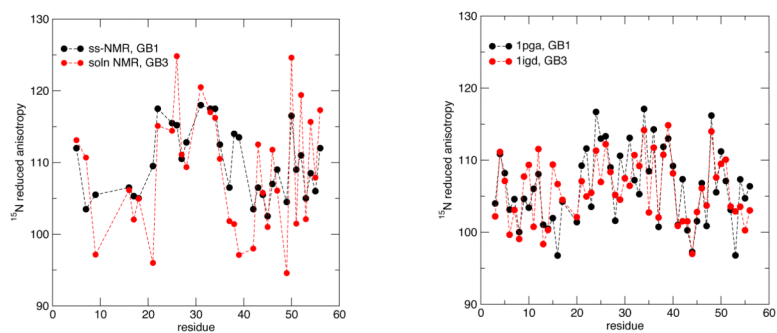 130
ss-NMR, GB1
soln NMR, GB3
120
110
100
90
0 10 20 30 40 50 60
15N reduced anisotropy
residue
130
1pga, GB1
1igd, GB3
120
110
100
90
0 10 20 30 40 50 60
15N reduced anisotropy
residue